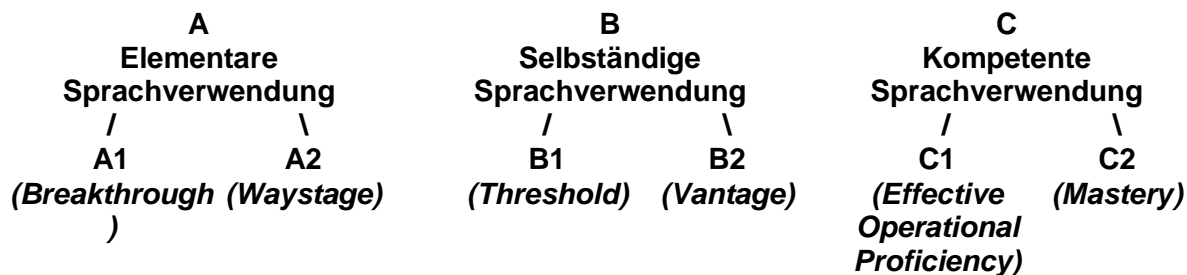 A B C
Elementare Selbständige Kompetente
Sprachverwendung Sprachverwendung Sprachverwendung
/ \ / \ / \
A1 A2 B1 B2 C1 C2
(Breakthrough (Waystage) (Threshold) (Vantage) (Effective (Mastery)
) Operational
Proficiency)